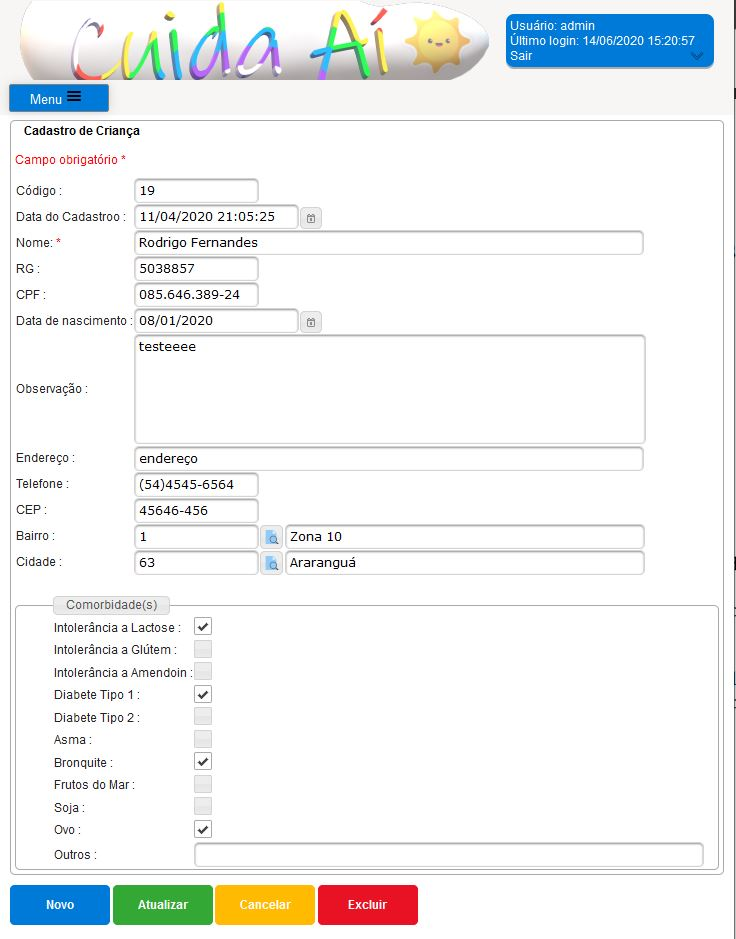 Cuida Aí
Usuário: admin
Último login: 14/06/2020 15:20:57
Sair
Menu
Cadastro de Criança
Campo obrigatório *
Código : 19
Data do Cadastroo : 11/04/2020 21:05:25
Nome: * Rodrigo Fernandes
RG : 5038857
CPF : 085.646.389-24
Data de nascimento : 08/01/2020
testeeee
Observação :
Endereço : endereço
Telefone : (54)4545-6564
CEP : 45646-456
Bairro : 1 Zona 10
Cidade : 63 Araranguá
Comorbidade(s)
Intolerância a Lactose :
Intolerância a Glútem :
Intolerância a Amendoin :
Diabete Tipo 1 :
Diabete Tipo 2 :
Asma :
Bronquite :
Frutos do Mar :
Soja :
Ovo :
Outros :
Novo Atualizar Cancelar Excluir